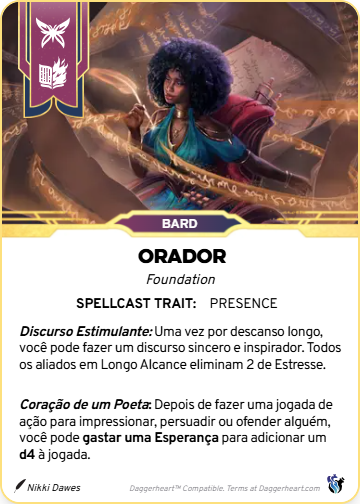 BARD
ORADOR
Foundation
SPELLCAST TRAIT: PRESENCE
Discurso Estimulante: Uma vez por descanso longo,
você pode fazer um discurso sincero e inspirador. Todos
os aliados em Longo Alcance eliminam 2 de Estresse.
Coração de um Poeta: Depois de fazer uma jogada de
ação para impressionar, persuadir ou ofender alguém,
você pode gastar uma Esperança para adicionar um
d4 à jogada.
Nikki Dawes
Daggerheart™ Compatible. Terms at Daggerheart.com